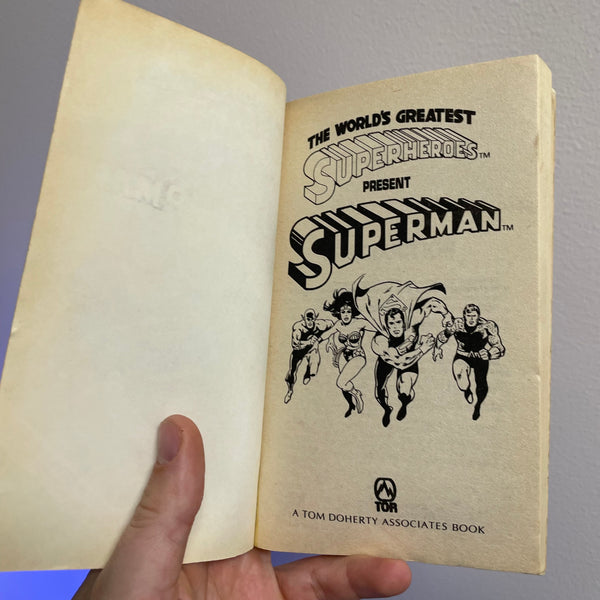 THE WORLD'S GREATEST
SUPERHEROES™
PRESENT
SUPERMAN™
TOR
A TOM DOHERTY ASSOCIATES BOOK